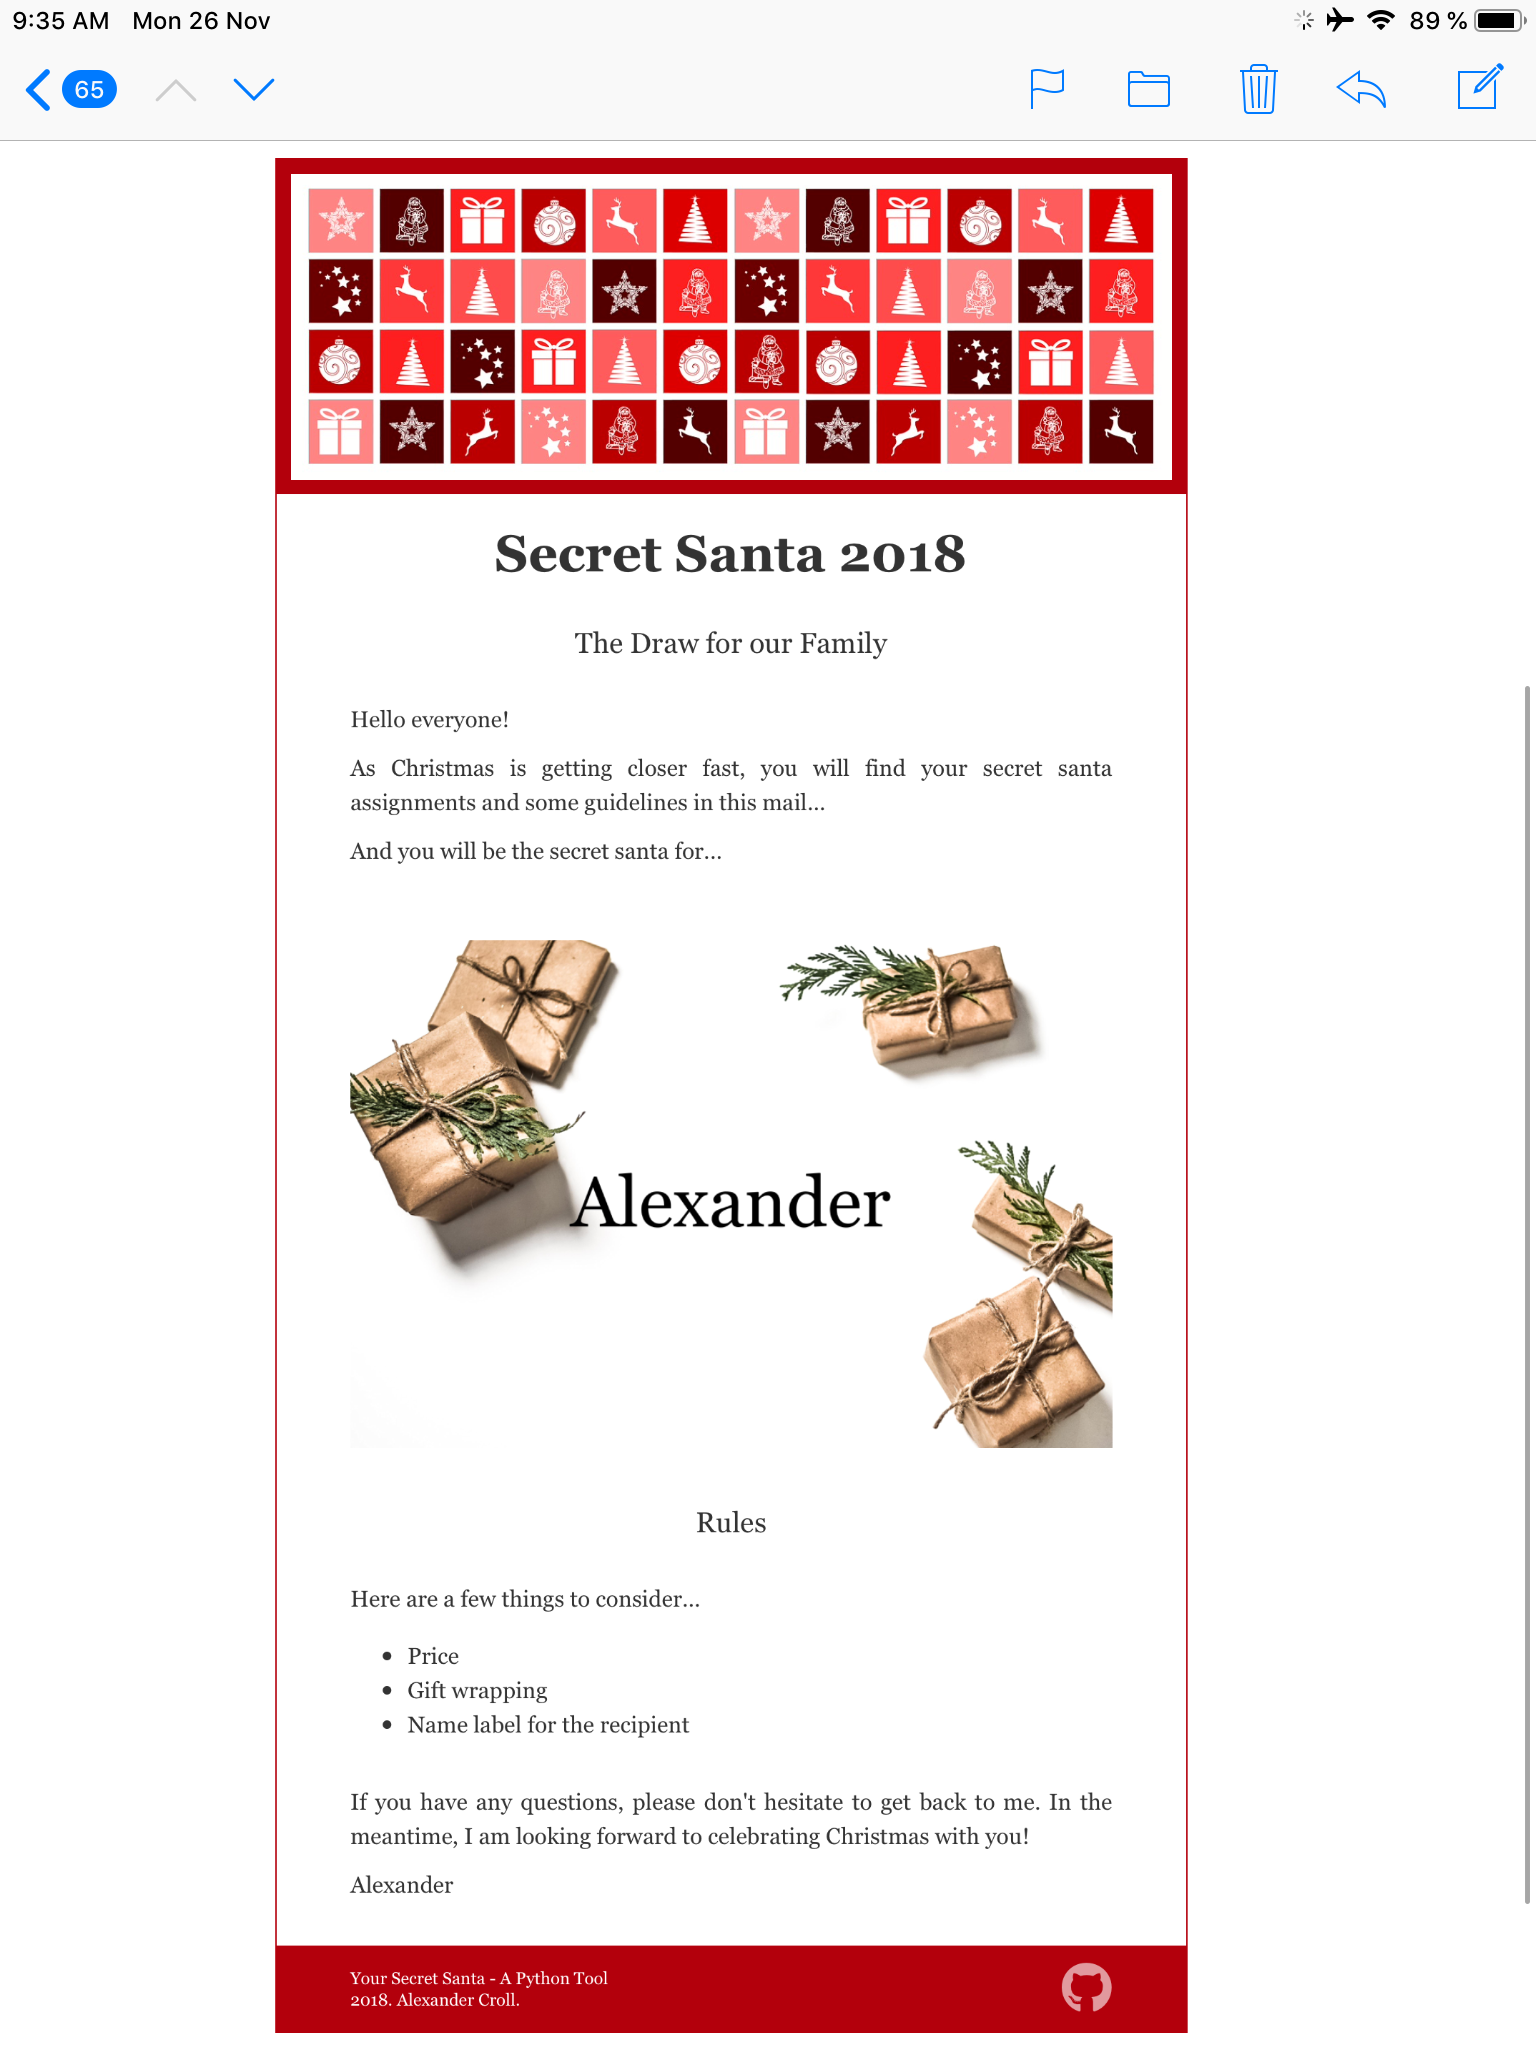 9:35 AM Mon 26 Nov 89 %
65
Secret Santa 2018
The Draw for our Family
Hello everyone!
As Christmas is getting closer fast, you will find your secret santa
assignments and some guidelines in this mail...
And you will be the secret santa for...
Alexander
Rules
Here are a few things to consider...
• Price
• Gift wrapping
• Name label for the recipient
If you have any questions, please don't hesitate to get back to me. In the
meantime, I am looking forward to celebrating Christmas with you!
Alexander
Your Secret Santa - A Python Tool
2018. Alexander Croll.